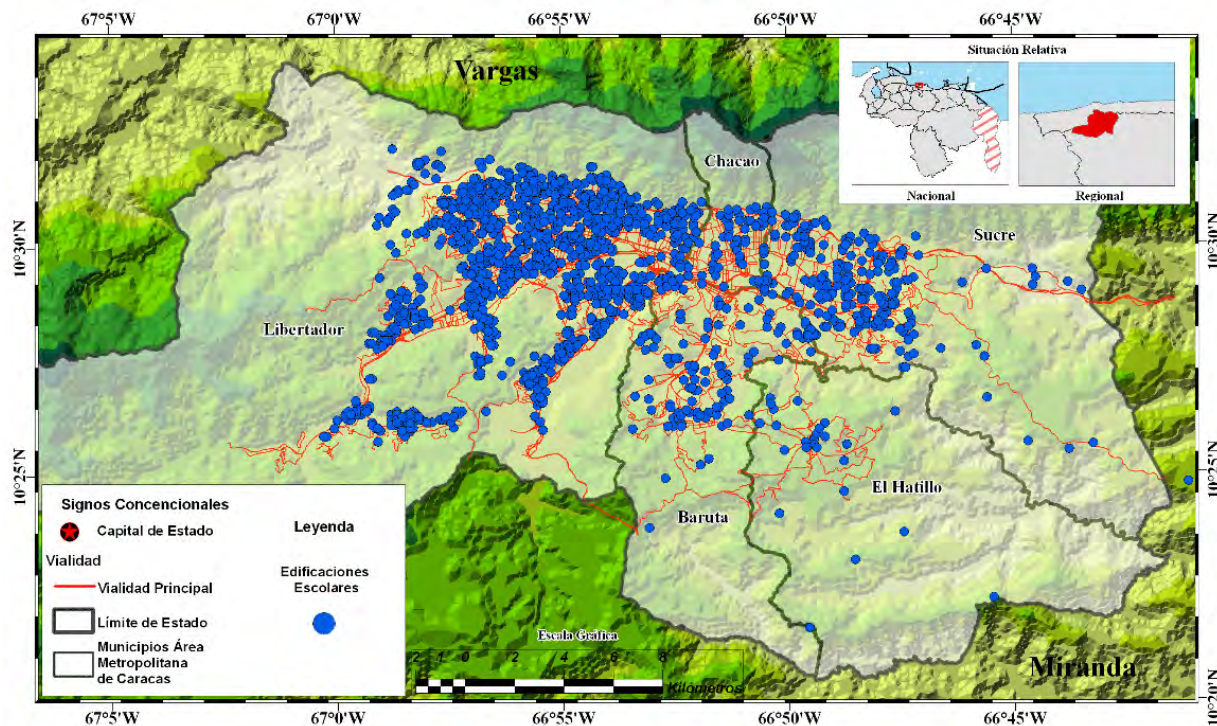 67°5'W 67°0'W 66°55'W 66°50'W 66°45'W
Situación Relativa
Nacional
Regional
Vargas
Chacao
Sucre
10°30'N
10°30'N
Libertador
10°25'N
10°25'N
El Hatillo
Baruta
Signos Concencionales
Capital de Estado
Vialidad
Vialidad Principal
Límite de Estado
Municipios Área
Metropolitana
de Caracas
Leyenda
Edificaciones
Escolares
Escala Gráfica
2 1 0 2 4 6 8
Kilómetros
Miranda
10°20'N
67°5'W 67°0'W 66°55'W 66°50'W 66°45'W